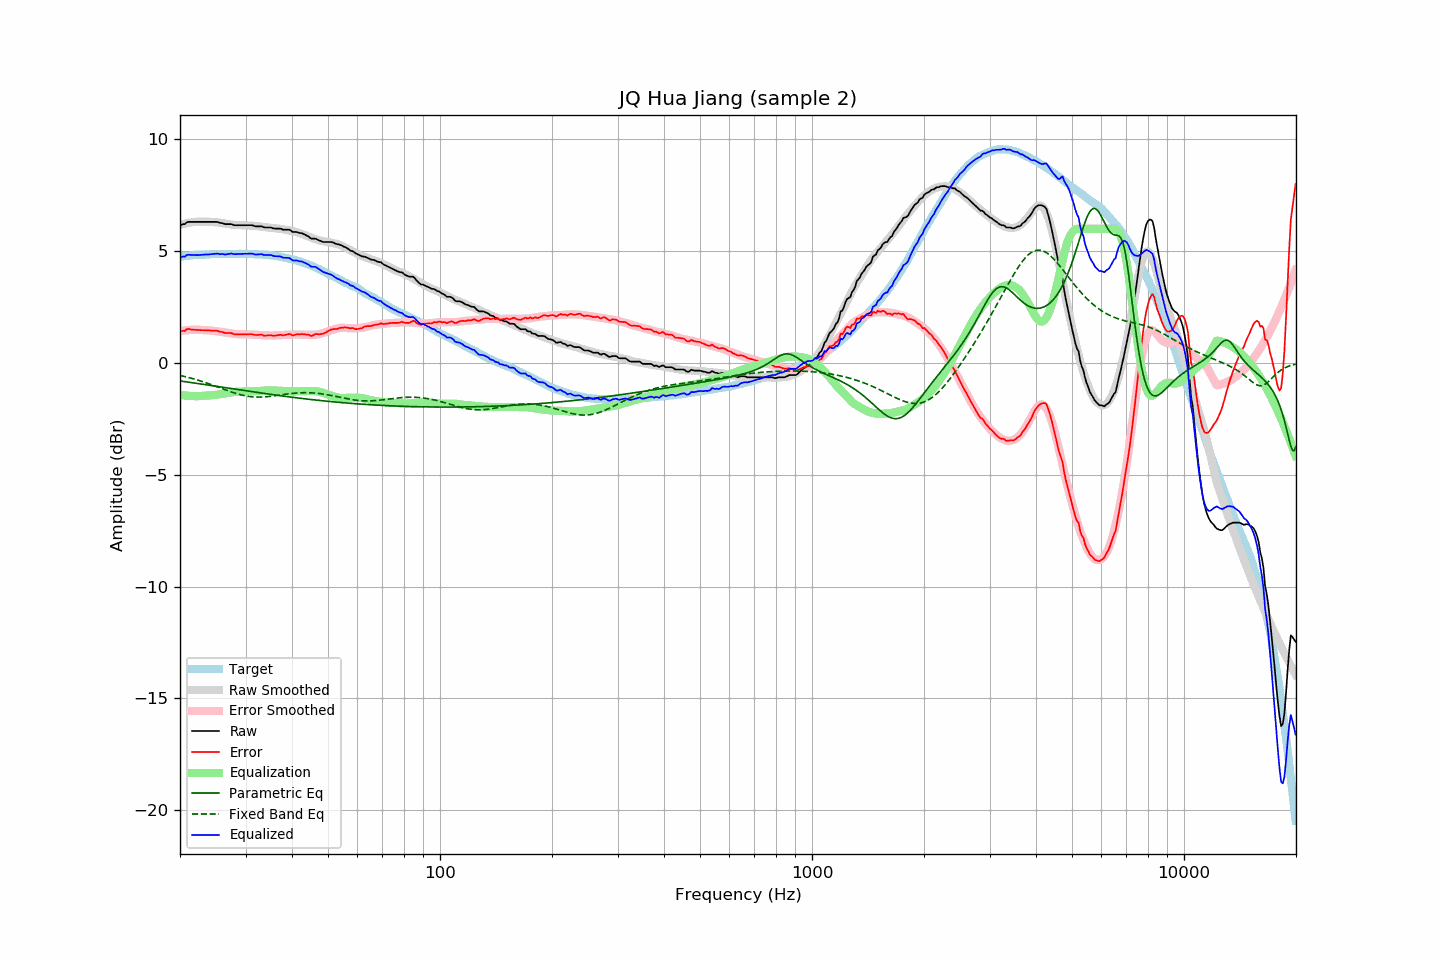 JQ Hua Jiang (sample 2)
10
5
0
−5
−10
−15
−20
Amplitude (dBr)
Target
Raw Smoothed
Error Smoothed
Raw
Error
Equalization
Parametric Eq
Fixed Band Eq
Equalized
100
1000
10000
Frequency (Hz)